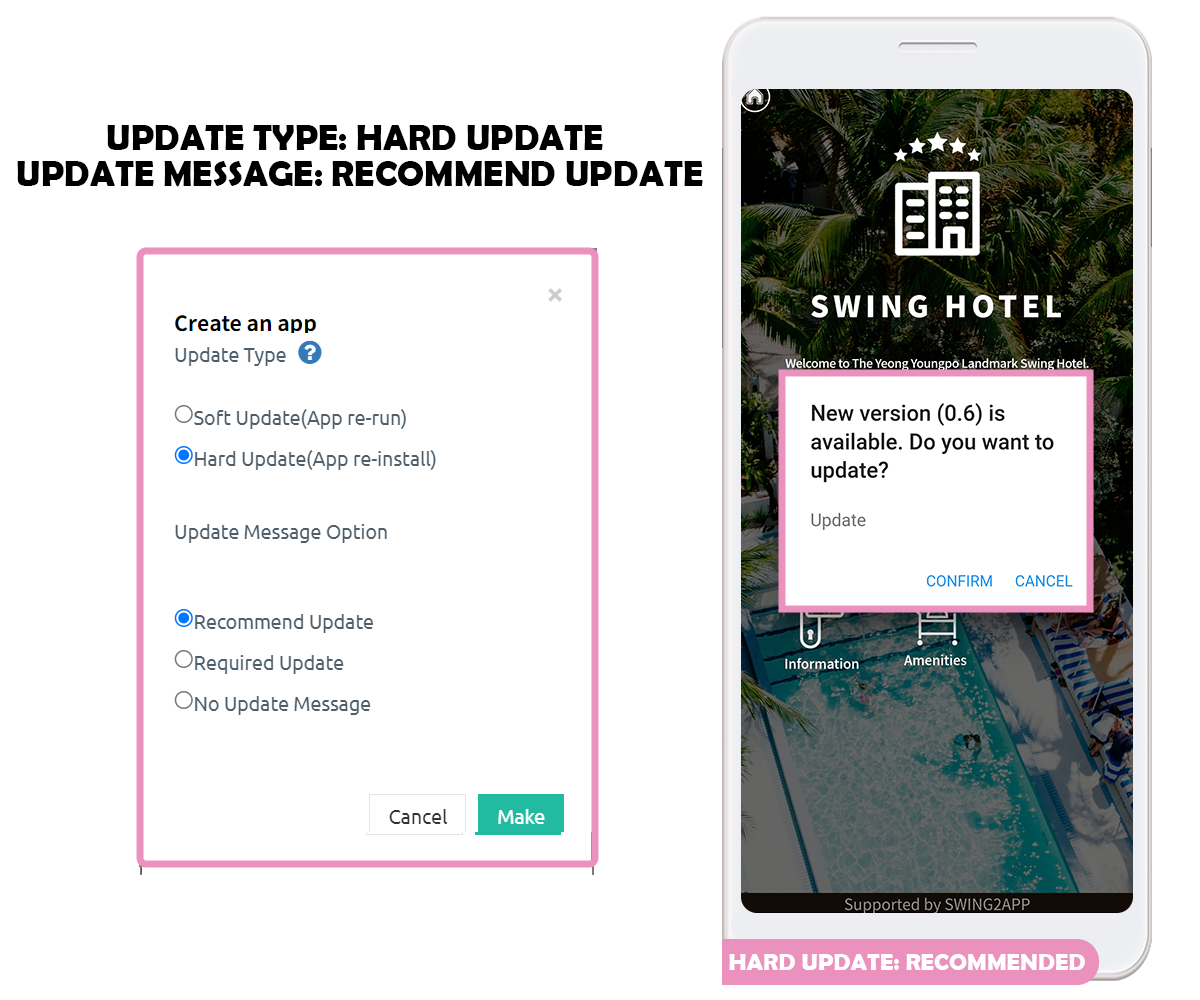 UPDATE TYPE: HARD UPDATE
UPDATE MESSAGE: RECOMMEND UPDATE
×
Create an app
Update Type ?
Soft Update(App re-run)
Hard Update(App re-install)
Update Message Option
Recommend Update
Required Update
No Update Message
Cancel
Make
SWING HOTEL
Welcome to The Yeong Youngpo Landmark Swing Hotel.
New version (0.6) is
available. Do you want to
update?
Update
CONFIRM
CANCEL
Information
Amenities
Supported by SWING2APP
HARD UPDATE: RECOMMENDED